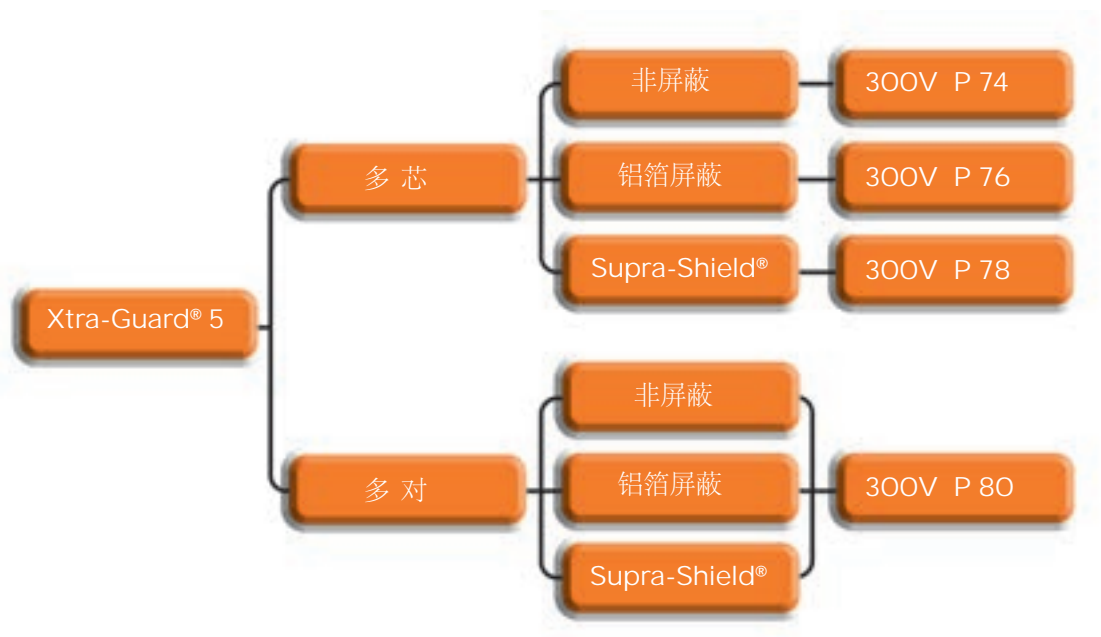 非屏蔽
300V P 74
多 芯
铝箔屏蔽
300V P 76
Supra-Shield®
300V P 78
Xtra-Guard® 5
非屏蔽
多 对
铝箔屏蔽
300V P 80
Supra-Shield®